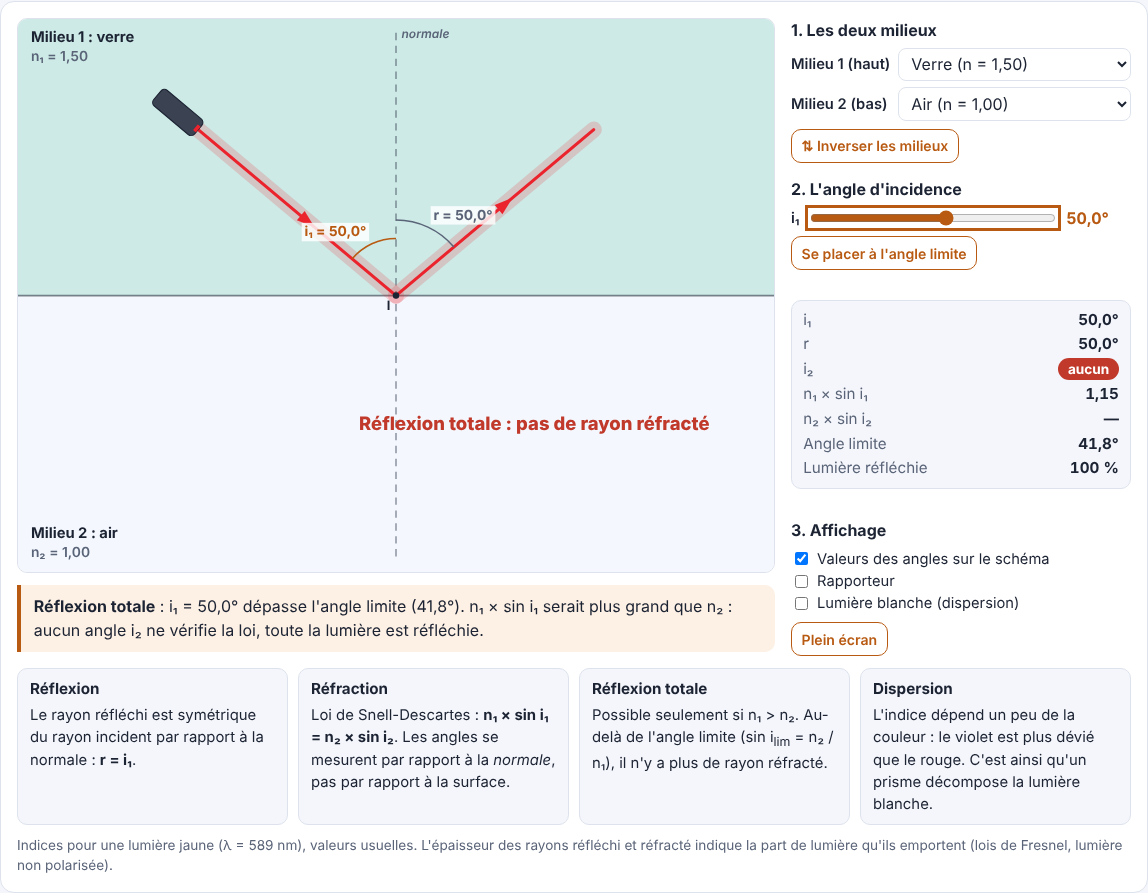 Milieu 1 : verre
n₁ = 1,50
normale
i₁ = 50,0°
r = 50,0°
I
Réflexion totale : pas de rayon réfracté
Milieu 2 : air
n₂ = 1,00
Réflexion totale : i₁ = 50,0° dépasse l'angle limite (41,8°). n₁ × sin i₁ serait plus grand que n₂ :
aucun angle i₂ ne vérifie la loi, toute la lumière est réfléchie.
1. Les deux milieux
Milieu 1 (haut) Verre (n = 1,50)
Milieu 2 (bas) Air (n = 1,00)
⇅ Inverser les milieux
2. L'angle d'incidence
i₁ 50,0°
Se placer à l'angle limite
i₁ 50,0°
r 50,0°
i₂ aucun
n₁ × sin i₁ 1,15
n₂ × sin i₂ —
Angle limite 41,8°
Lumière réfléchie 100 %
3. Affichage
Valeurs des angles sur le schéma
Rapporteur
Lumière blanche (dispersion)
Plein écran
Réflexion
Le rayon réfléchi est symétrique
du rayon incident par rapport à la
normale : r = i₁.
Réfraction
Loi de Snell-Descartes : n₁ × sin i₁
= n₂ × sin i₂. Les angles se
mesurent par rapport à la normale,
pas par rapport à la surface.
Réflexion totale
Possible seulement si n₁ > n₂. Au-
delà de l'angle limite (sin i_lim = n₂ /
n₁), il n'y a plus de rayon réfracté.
Dispersion
L'indice dépend un peu de la
couleur : le violet est plus dévié
que le rouge. C'est ainsi qu'un
prisme décompose la lumière
blanche.
Indices pour une lumière jaune (λ = 589 nm), valeurs usuelles. L'épaisseur des rayons réfléchi et réfracté indique la part de lumière qu'ils emportent (lois de Fresnel, lumière
non polarisée).